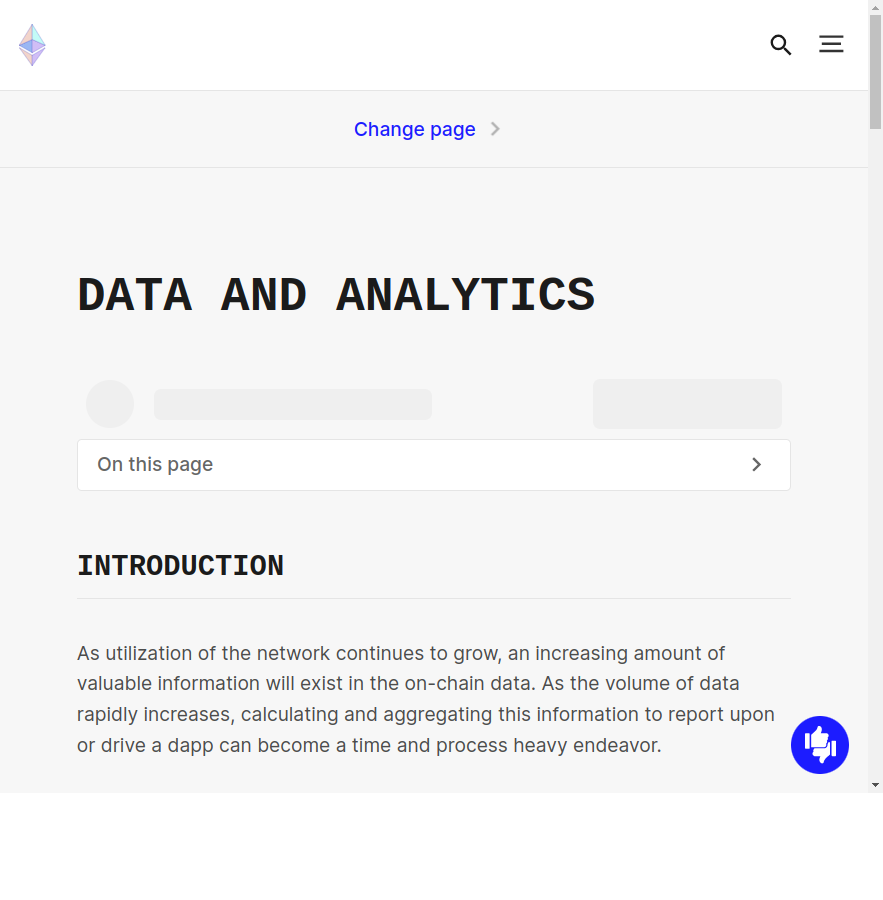 Change page
DATA AND ANALYTICS
On this page
INTRODUCTION
As utilization of the network continues to grow, an increasing amount of
valuable information will exist in the on-chain data. As the volume of data
rapidly increases, calculating and aggregating this information to report upon
or drive a dapp can become a time and process heavy endeavor.